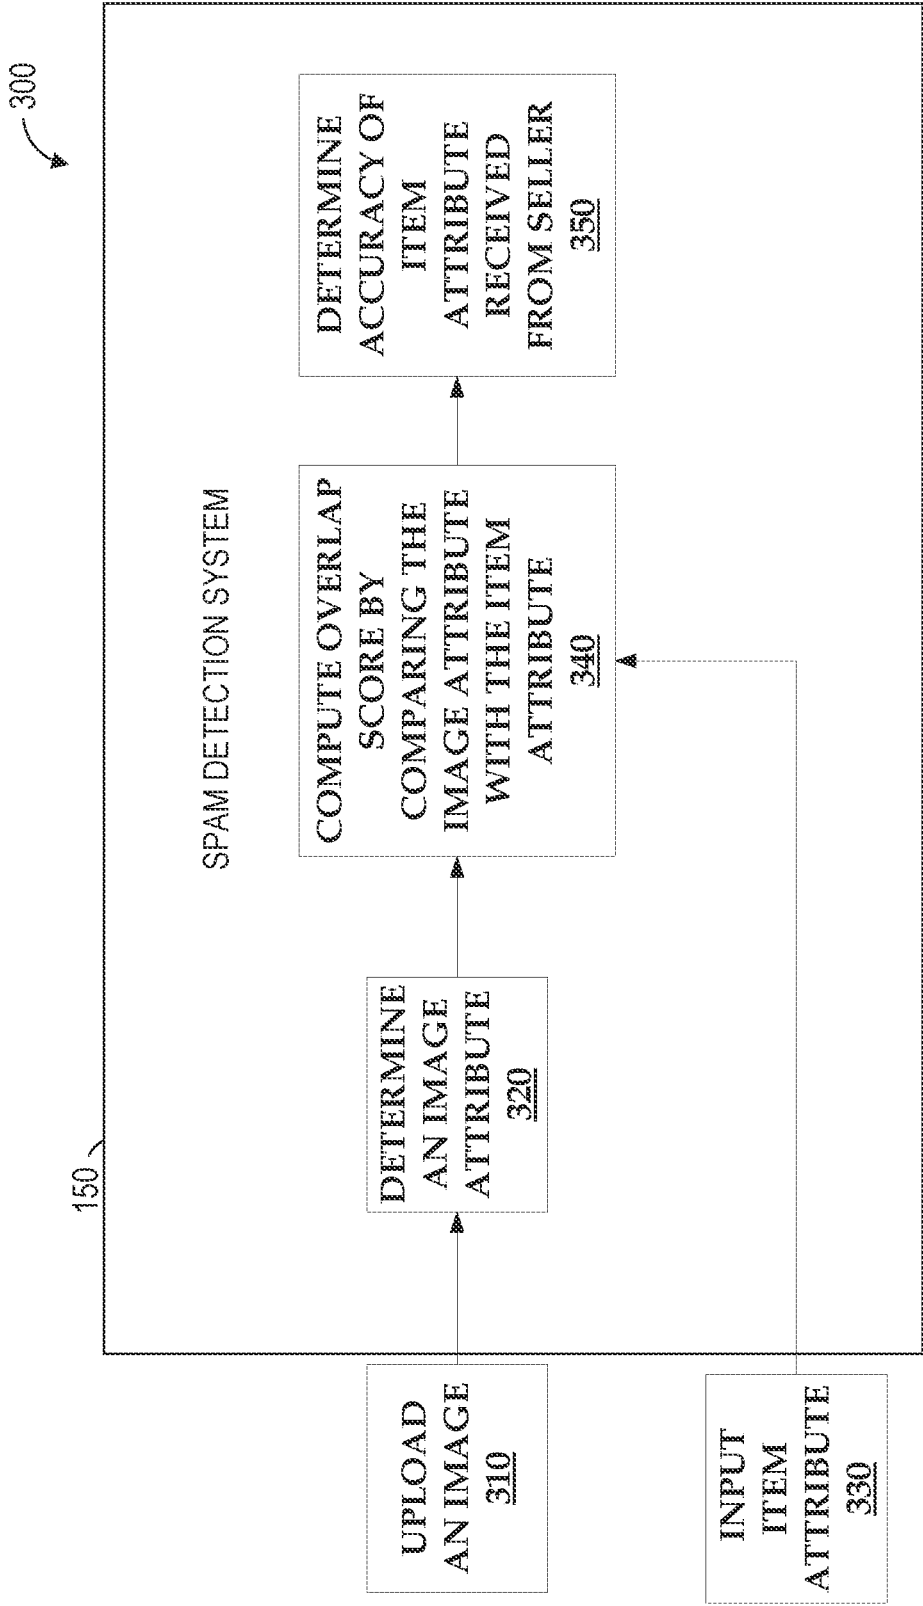 300
150
SPAM DETECTION SYSTEM
UPLOAD
AN IMAGE
310
DETERMINE
AN IMAGE
ATTRIBUTE
320
COMPUTE OVERLAP
SCORE BY
COMPARING THE
IMAGE ATTRIBUTE
WITH THE ITEM
ATTRIBUTE
340
DETERMINE
ACCURACY OF
ITEM
ATTRIBUTE
RECEIVED
FROM SELLER
350
INPUT
ITEM
ATTRIBUTE
330